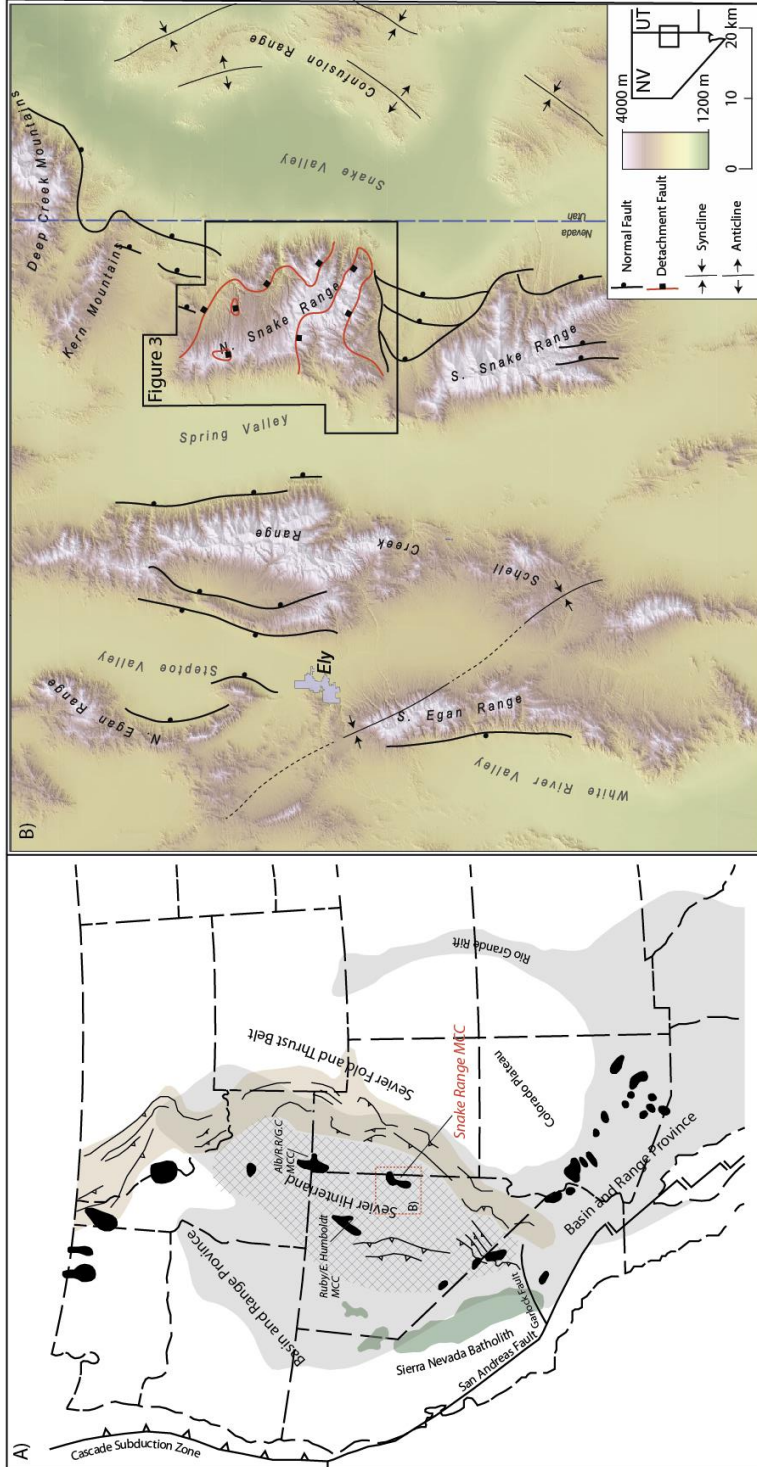 A)
Cascade Subduction Zone
Basin and Range Province
Ruby/E. Humboldt
MCC
Alb/R.R/G.C
MCC
Sevier Hinterland
Sevier Fold and Thrust Belt
B)
Snake Range MCC
Sierra Nevada Batholith
San Andreas Fault
Garlock Fault
Colorado Plateau
Rio Grande Rift
Basin and Range Province
B)
N. Egan Range
Steptoe Valley
Ely
S. Egan Range
White River Valley
Schell
Creek
Range
Spring Valley
Figure 3
N. Snake Range
S. Snake Range
Kern Mountains
Deep Creek Mountains
Nevada
Utah
Snake Valley
Confusion Range
Normal Fault
Detachment Fault
Syncline
Anticline
4000 m
1200 m
NV
UT
0
10
20 km